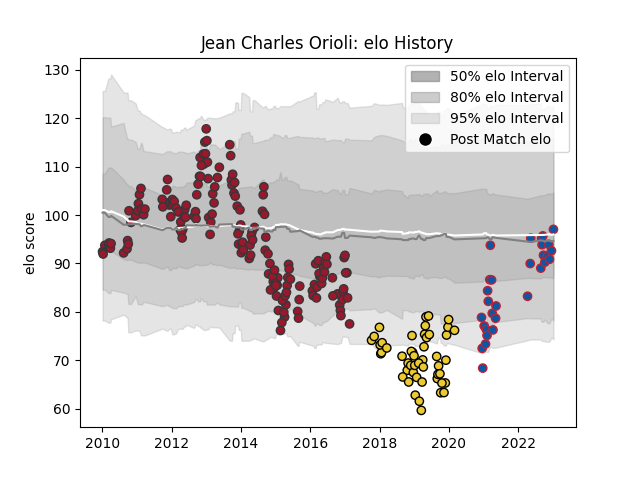 Jean Charles Orioli: elo History
50% elo Interval
80% elo Interval
95% elo Interval
Post Match elo
elo score
130
120
110
100
90
80
70
60
2010
2012
2014
2016
2018
2020
2022